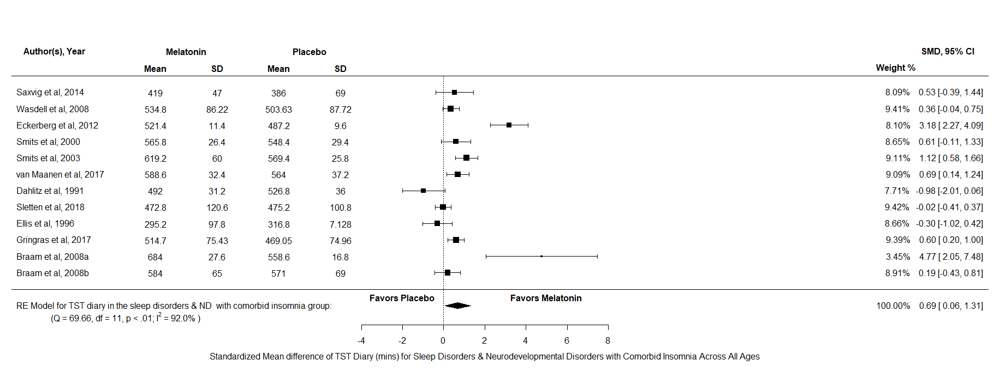 Author(s), Year Melatonin Placebo SMD, 95% CI
Mean SD Mean SD Weight %
Saxvig et al, 2014 419 47 386 69 8.09% 0.53 [-0.39, 1.44]
Wasdell et al, 2008 534.8 86.22 503.63 87.72 9.41% 0.36 [-0.04, 0.75]
Eckerberg et al, 2012 521.4 11.4 487.2 9.6 8.10% 3.18 [ 2.27, 4.09]
Smits et al, 2000 565.8 26.4 548.4 29.4 8.65% 0.61 [-0.11, 1.33]
Smits et al, 2003 619.2 60 569.4 25.8 9.11% 1.12 [ 0.58, 1.66]
van Maanen et al, 2017 588.6 32.4 564 37.2 9.09% 0.69 [ 0.14, 1.24]
Dahlitz et al, 1991 492 31.2 526.8 36 7.71% -0.98 [-2.01, 0.06]
Sletten et al, 2018 472.8 120.6 475.2 100.8 9.42% -0.02 [-0.41, 0.37]
Ellis et al, 1996 295.2 97.8 316.8 7.128 8.66% -0.30 [-1.02, 0.42]
Gringras et al, 2017 514.7 75.43 469.05 74.96 9.39% 0.60 [ 0.20, 1.00]
Braam et al, 2008a 684 27.6 558.6 16.8 3.45% 4.77 [ 2.05, 7.48]
Braam et al, 2008b 584 65 571 69 8.91% 0.19 [-0.43, 0.81]
Favors Placebo Favors Melatonin
RE Model for TST diary in the sleep disorders & ND with comorbid insomnia group: 100.00% 0.69 [ 0.06, 1.31]
(Q = 69.66, df = 11, p < .01; I² = 92.0% )
-4 -2 0 2 4 6 8
Standardized Mean difference of TST Diary (mins) for Sleep Disorders & Neurodevelopmental Disorders with Comorbid Insomnia Across All Ages